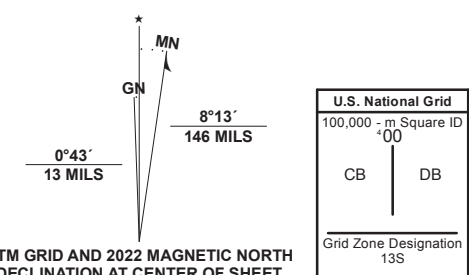 ★
MN
GN
8°13´
146 MILS
0°43´
13 MILS
TM GRID AND 2022 MAGNETIC NORTH
DECLINATION AT CENTER OF SHEET
U.S. National Grid
100,000 - m Square ID
⁴00
CB DB
Grid Zone Designation
13S